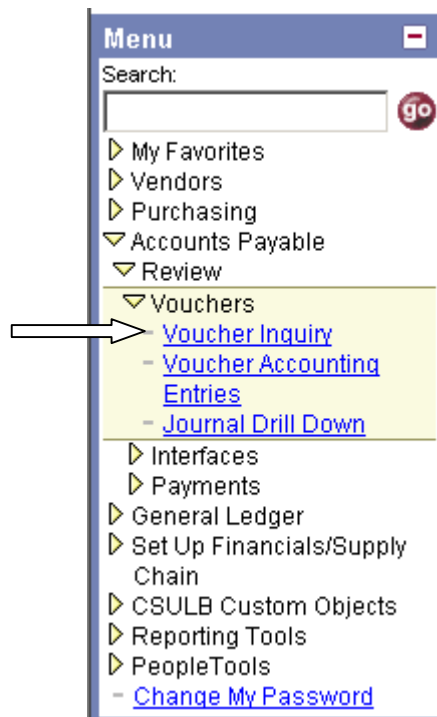 Menu
Search:
go
My Favorites
Vendors
Purchasing
Accounts Payable
Review
Vouchers
Voucher Inquiry
Voucher Accounting
Entries
Journal Drill Down
Interfaces
Payments
General Ledger
Set Up Financials/Supply
Chain
CSULB Custom Objects
Reporting Tools
PeopleTools
Change My Password